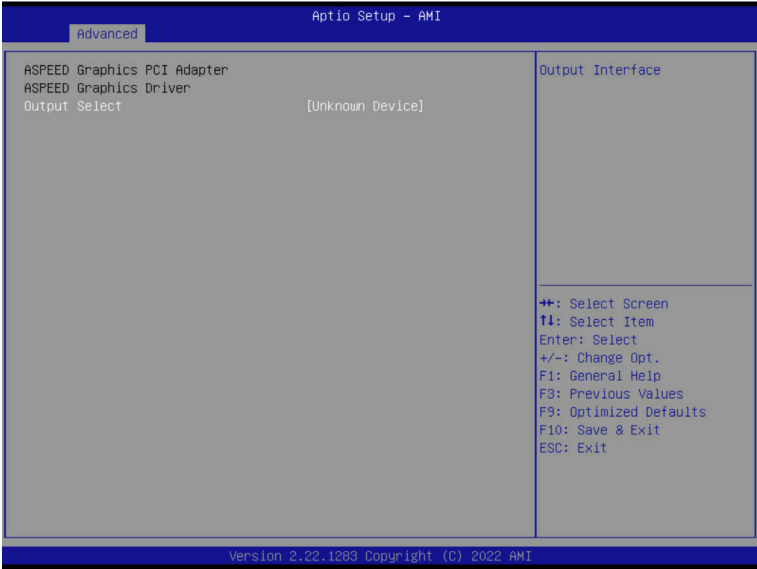 Aptio Setup – AMI
Advanced
ASPEED Graphics PCI Adapter
ASPEED Graphics Driver
Output Select [Unknown Device]
Output Interface
→←: Select Screen
↑↓: Select Item
Enter: Select
+/-: Change Opt.
F1: General Help
F3: Previous Values
F9: Optimized Defaults
F10: Save & Exit
ESC: Exit
Version 2.22.1283 Copyright (C) 2022 AMI